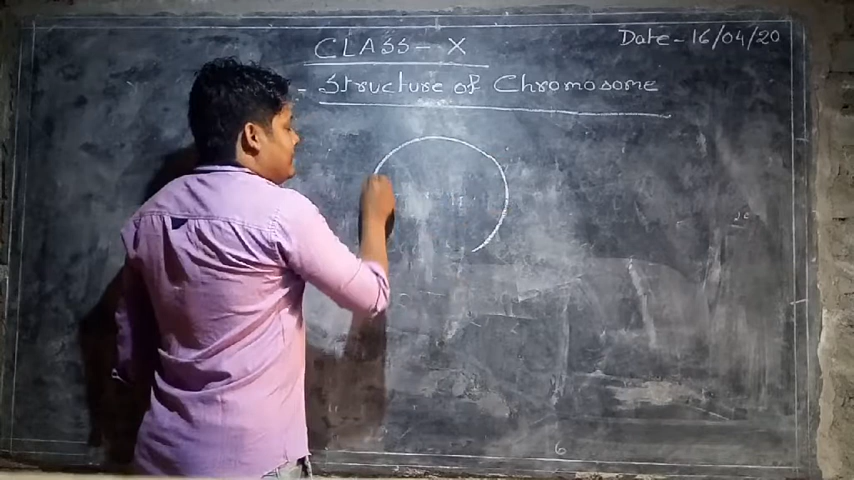 CLASS - X
Date - 16/04/20
- Structure of Chromosome